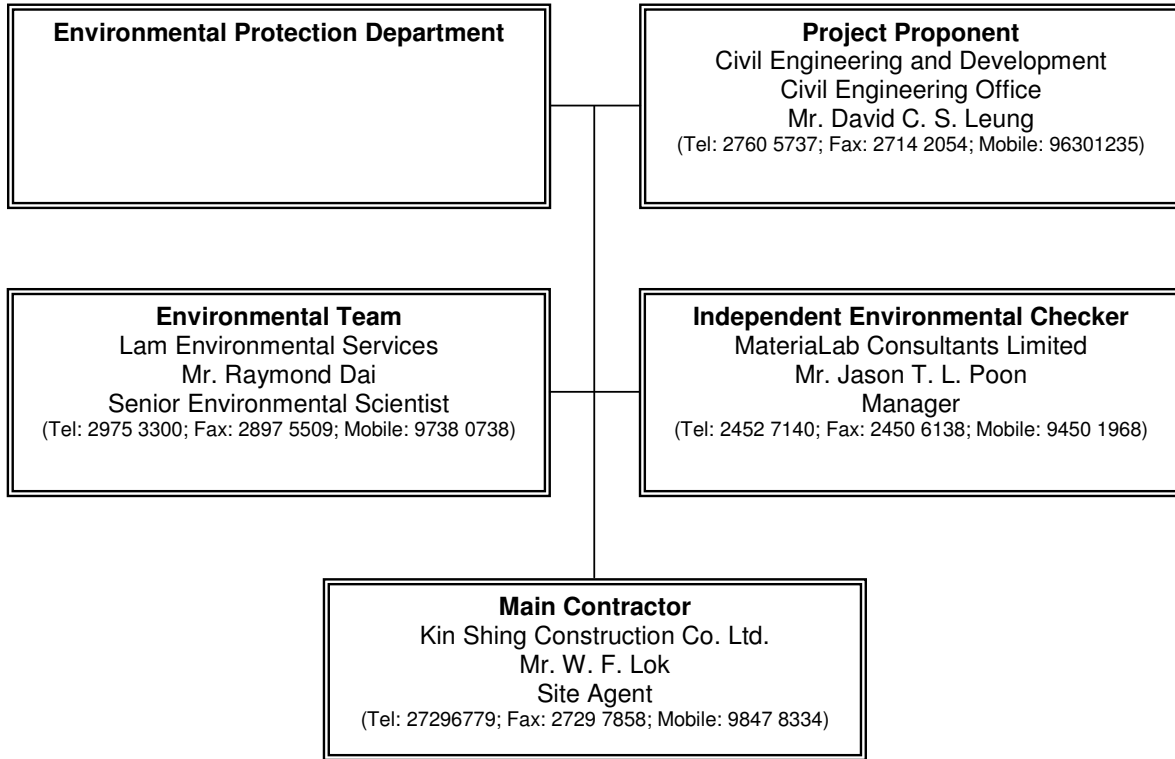 Environmental Protection Department
Project Proponent
Civil Engineering and Development
Civil Engineering Office
Mr. David C. S. Leung
(Tel: 2760 5737; Fax: 2714 2054; Mobile: 96301235)
Environmental Team
Lam Environmental Services
Mr. Raymond Dai
Senior Environmental Scientist
(Tel: 2975 3300; Fax: 2897 5509; Mobile: 9738 0738)
Independent Environmental Checker
MateriaLab Consultants Limited
Mr. Jason T. L. Poon
Manager
(Tel: 2452 7140; Fax: 2450 6138; Mobile: 9450 1968)
Main Contractor
Kin Shing Construction Co. Ltd.
Mr. W. F. Lok
Site Agent
(Tel: 27296779; Fax: 2729 7858; Mobile: 9847 8334)